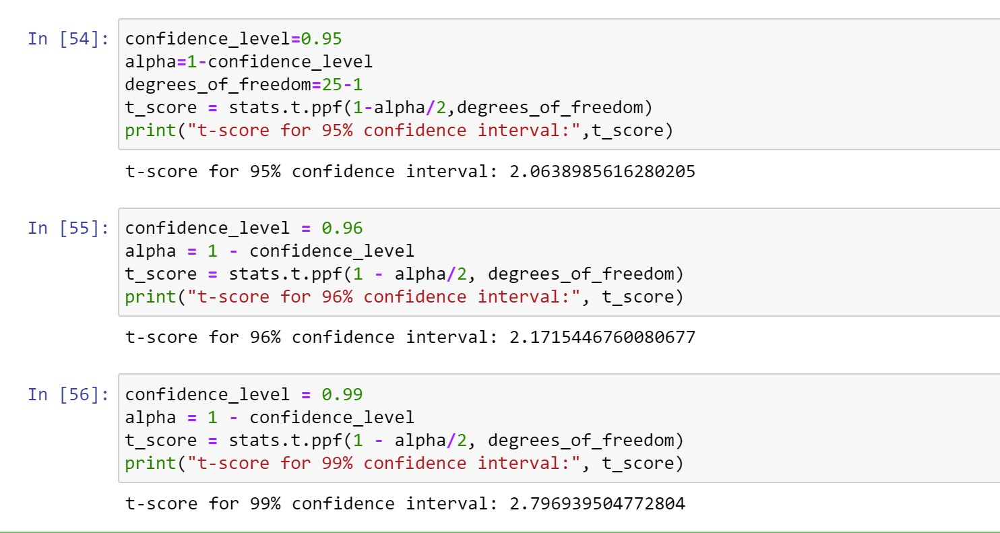 In [54]: confidence_level=0.95
alpha=1-confidence_level
degrees_of_freedom=25-1
t_score = stats.t.ppf(1-alpha/2,degrees_of_freedom)
print("t-score for 95% confidence interval:",t_score)
t-score for 95% confidence interval: 2.0638985616280205
In [55]: confidence_level = 0.96
alpha = 1 - confidence_level
t_score = stats.t.ppf(1 - alpha/2, degrees_of_freedom)
print("t-score for 96% confidence interval:", t_score)
t-score for 96% confidence interval: 2.1715446760080677
In [56]: confidence_level = 0.99
alpha = 1 - confidence_level
t_score = stats.t.ppf(1 - alpha/2, degrees_of_freedom)
print("t-score for 99% confidence interval:", t_score)
t-score for 99% confidence interval: 2.796939504772804